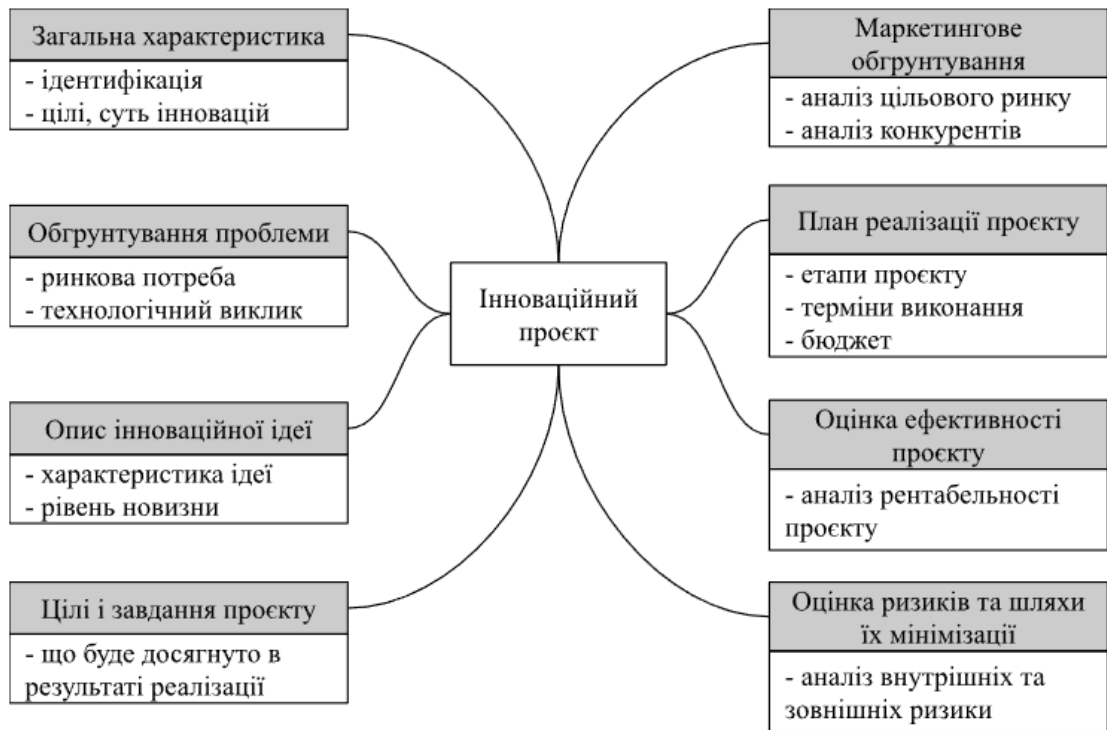 Загальна характеристика
- ідентифікація
- цілі, суть інновацій
Обгрунтування проблеми
- ринкова потреба
- технологічний виклик
Опис інноваційної ідеї
- характеристика ідеї
- рівень новизни
Цілі і завдання проєкту
- що буде досягнуто в
результаті реалізації
Інноваційний
проєкт
Маркетингове
обгрунтування
- аналіз цільового ринку
- аналіз конкурентів
План реалізації проєкту
- етапи проєкту
- терміни виконання
- бюджет
Оцінка ефективності
проєкту
- аналіз рентабельності
проєкту
Оцінка ризиків та шляхи
їх мінімізації
- аналіз внутрішніх та
зовнішніх ризики